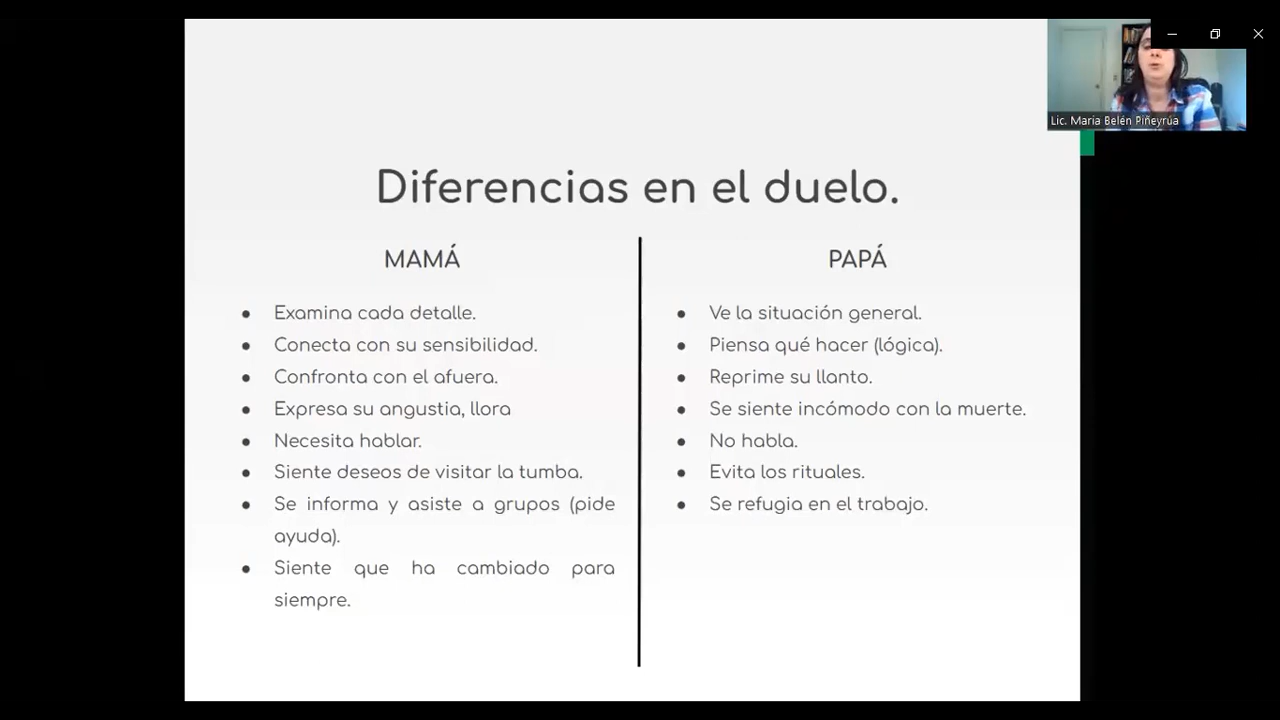 Lic. María Belén Piñeyrúa
Diferencias en el duelo.
MAMÁ
Examina cada detalle.
Conecta con su sensibilidad.
Confronta con el afuera.
Expresa su angustia, llora
Necesita hablar.
Siente deseos de visitar la tumba.
Se informa y asiste a grupos (pide
ayuda).
Siente que ha cambiado para
siempre.
PAPÁ
Ve la situación general.
Piensa qué hacer (lógica).
Reprime su llanto.
Se siente incómodo con la muerte.
No habla.
Evita los rituales.
Se refugia en el trabajo.